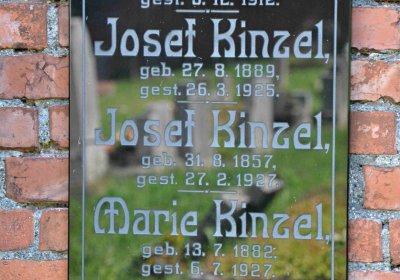 gest. 6. 12. 1912.
Josef Kinzel,
geb. 27. 8. 1889,
gest. 26. 3. 1925.
Josef Kinzel,
geb. 31. 8. 1857,
gest. 27. 2. 1927.
Marie Kinzel,
geb. 13. 7. 1882,
gest. 6. 7. 1927.